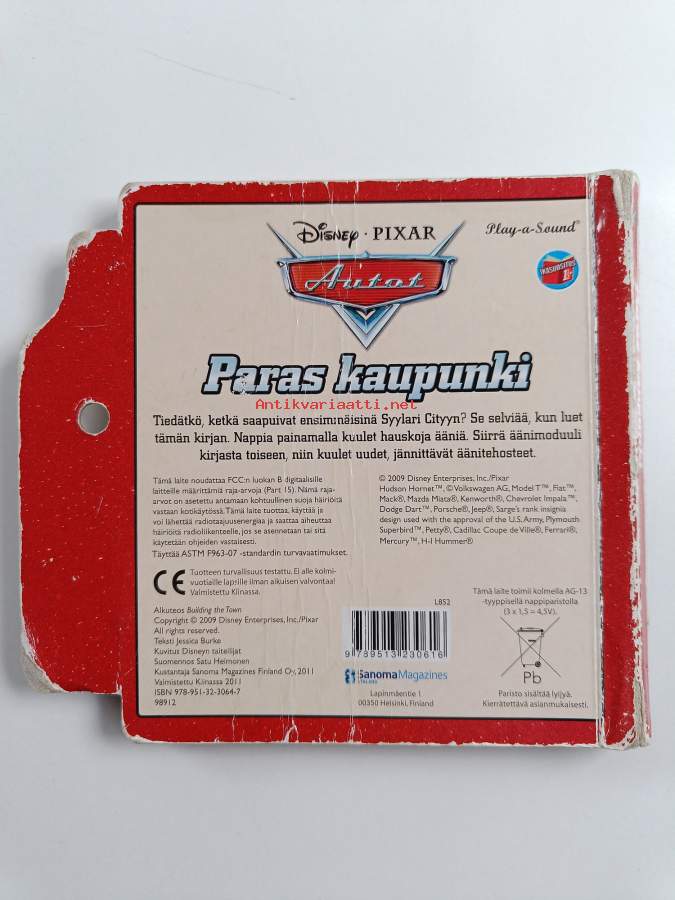 Disney · PIXAR
Play-a-Sound®
Autot
IKÄSUOSITUS
Paras kaupunki
Antikvariaatti.net
Tiedätkö, ketkä saapuivat ensimmäisinä Syylari Cityyn? Se selviää, kun luet
tämän kirjan. Nappia painamalla kuulet hauskoja ääniä. Siirrä äänimoduuli
kirjasta toiseen, niin kuulet uudet, jännittävät äänitehosteet.
Tämä laite noudattaa FCC:n luokan B digitaalisille
laitteille määrittämiä raja-arvoja (Part 15). Nämä raja-
arvot on asetettu antamaan kohtuullinen suoja häiriöitä
vastaan kotikäytössä. Tämä laite tuottaa, käyttää ja
voi lähettää radiotaajuusenergiaa ja saattaa aiheuttaa
häiriöitä radioliikenteelle, jos se asennetaan tai sitä
käytetään ohjeiden vastaisesti.
Täyttää ASTM F963-07 -standardin turvavaatimukset.
© 2009 Disney Enterprises, Inc./Pixar
Hudson Hornet™, ©Volkswagen AG, Model T™, Fiat™,
Mack®, Mazda Miata®, Kenworth®, Chevrolet Impala™,
Dodge Dart™, Porsche®, Jeep®, Sarge's rank insignia
design used with the approval of the U.S. Army, Plymouth
Superbird™, Petty®, Cadillac Coupe de Ville®, Ferrari®,
Mercury™, H-I Hummer®
CE Tuotteen turvallisuus testattu. Ei alle kolmi-
vuotiaille lapsille ilman aikuisen valvontaa!
Valmistettu Kiinassa.
Alkuteos Building the Town
Copyright © 2009 Disney Enterprises, Inc./Pixar
All rights reserved.
Teksti Jessica Burke
Kuvitus Disneyn taiteilijat
Suomennos Satu Heimonen
Kustantaja Sanoma Magazines Finland Oy, 2011
Valmistettu Kiinassa 2011
ISBN 978-951-32-3064-7
98912
L852
9 789513 230616
SanomaMagazines
FINLAND
Lapinmäentie 1
00350 Helsinki, Finland
Tämä laite toimii kolmella AG-13
-tyyppisellä nappiparistolla
(3 x 1,5 = 4,5V).
Pb
Paristo sisältää lyijyä.
Kierrätettävä asianmukaisesti.